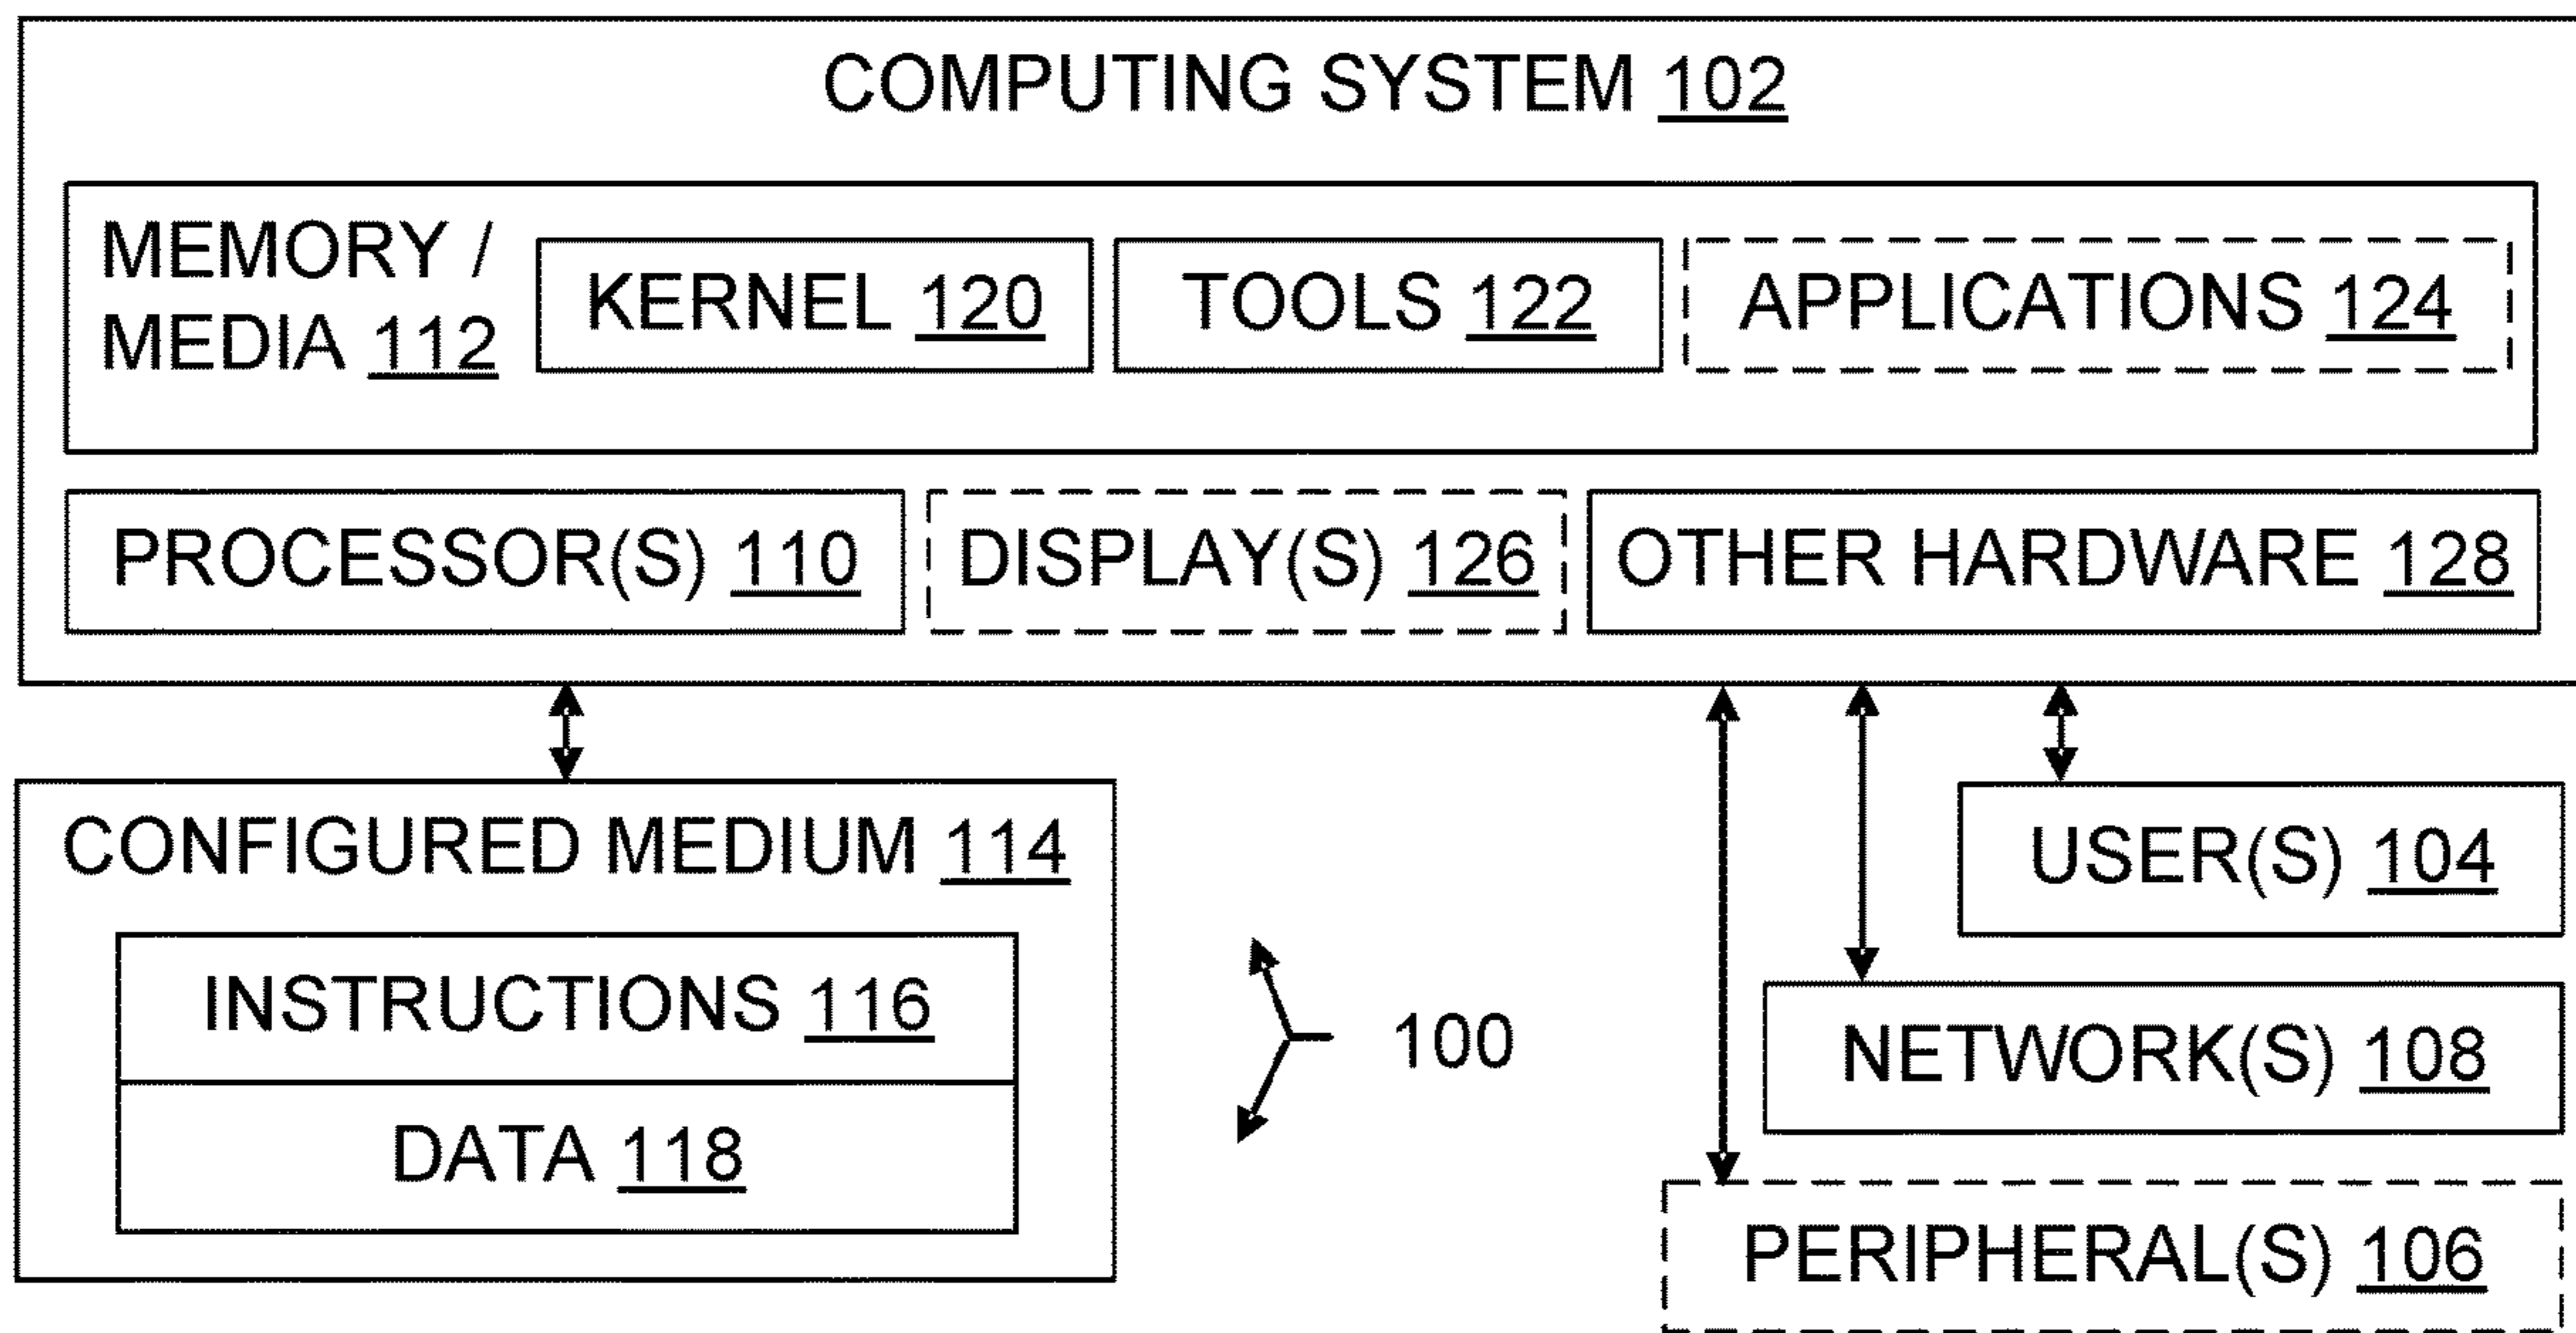 COMPUTING SYSTEM 102
MEMORY /
MEDIA 112
KERNEL 120
TOOLS 122
APPLICATIONS 124
PROCESSOR(S) 110
DISPLAY(S) 126
OTHER HARDWARE 128
CONFIGURED MEDIUM 114
INSTRUCTIONS 116
DATA 118
100
USER(S) 104
NETWORK(S) 108
PERIPHERAL(S) 106